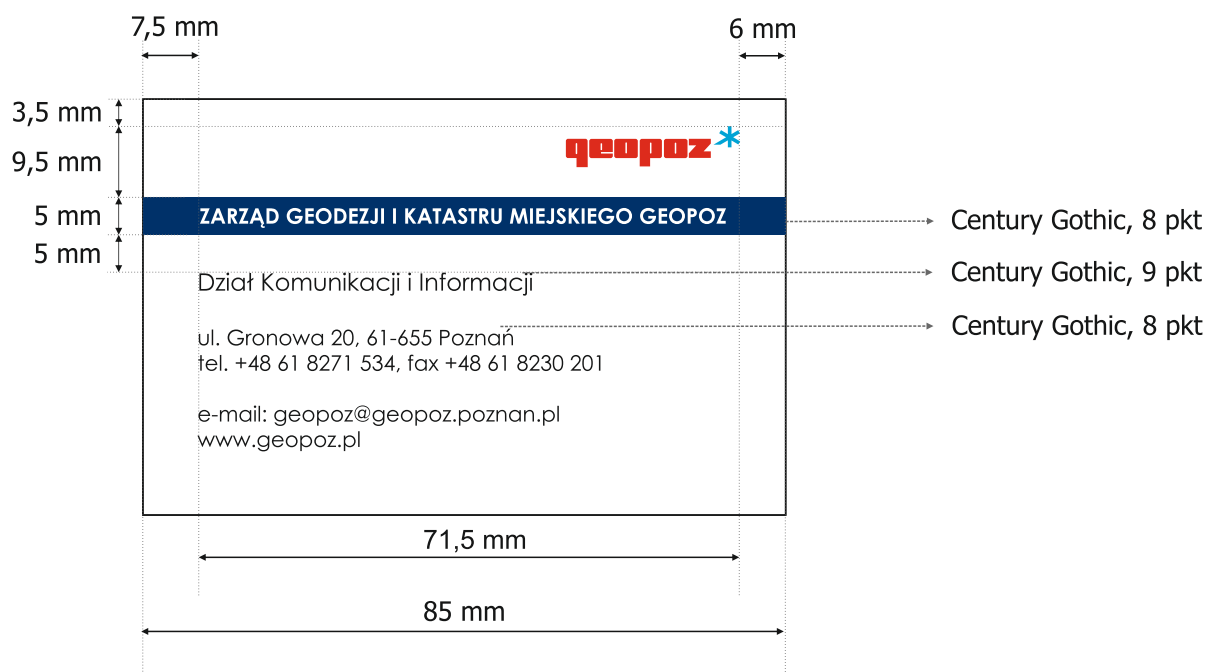 7,5 mm
6 mm
3,5 mm
9,5 mm
5 mm
5 mm
geopoz*
ZARZĄD GEODEZJI I KATASTRU MIEJSKIEGO GEOPOZ
Century Gothic, 8 pkt
Dział Komunikacji i Informacji
Century Gothic, 9 pkt
ul. Gronowa 20, 61-655 Poznań
Century Gothic, 8 pkt
tel. +48 61 8271 534, fax +48 61 8230 201
e-mail: geopoz@geopoz.poznan.pl
www.geopoz.pl
71,5 mm
85 mm